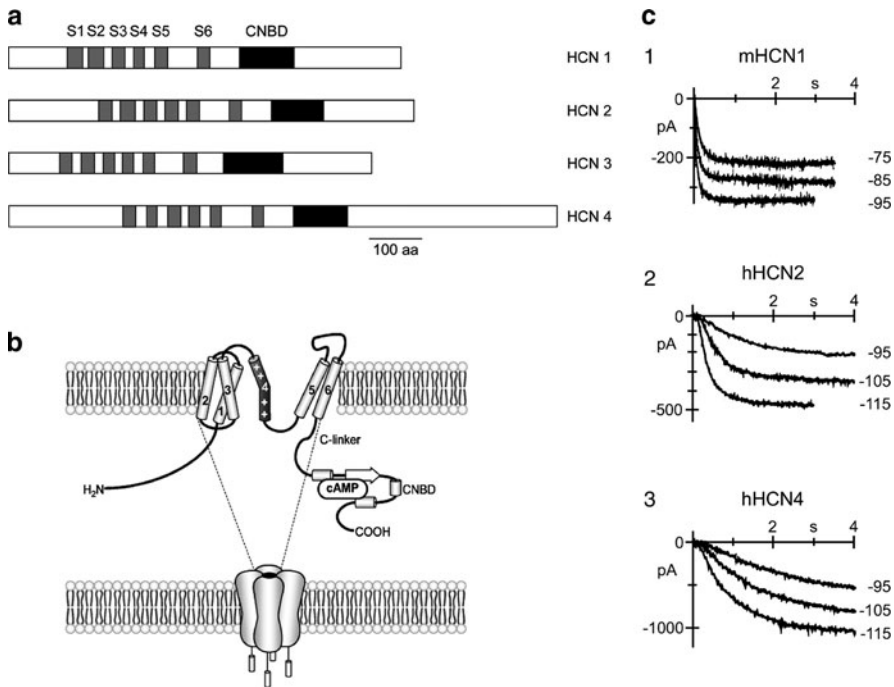 a
S1 S2 S3 S4 S5 S6 CNBD
HCN 1
HCN 2
HCN 3
HCN 4
100 aa
b
2 1 3 + + + 5 6
C-linker
H₂N
cAMP
CNBD
COOH
c
1 mHCN1
2 s 4
0
pA
-200
-75
-85
-95
2 hHCN2
2 s 4
0
pA
-500
-95
-105
-115
3 hHCN4
2 s 4
0
pA
-1000
-95
-105
-115